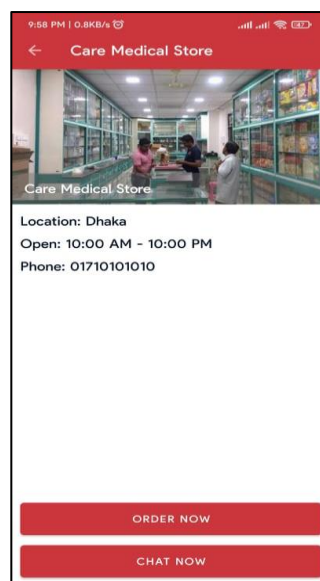 9:58 PM | 0.8KB/s
Care Medical Store
Care Medical Store
Location: Dhaka
Open: 10:00 AM - 10:00 PM
Phone: 01710101010
ORDER NOW
CHAT NOW